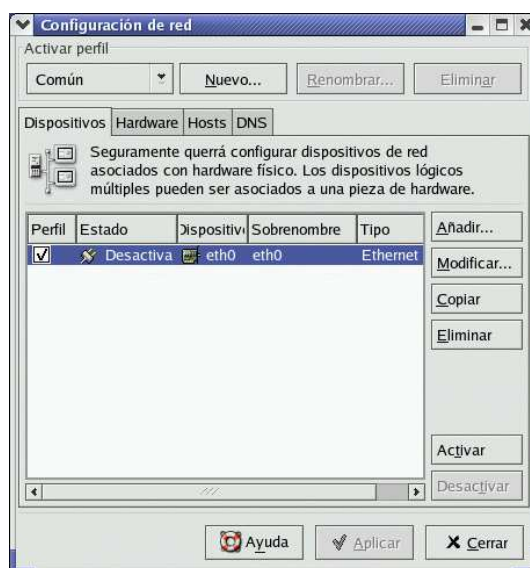 Configuración de red
Activar perfil
Común
Nuevo...
Renombrar...
Eliminar
Dispositivos
Hardware
Hosts
DNS
Seguramente querrá configurar dispositivos de red
asociados con hardware físico. Los dispositivos lógicos
múltiples pueden ser asociados a una pieza de hardware.
Perfil Estado Dispositiv Sobrenombre Tipo
Desactiva eth0 eth0 Ethernet
Añadir...
Modificar...
Copiar
Eliminar
Activar
Desactivar
Ayuda
Aplicar
Cerrar